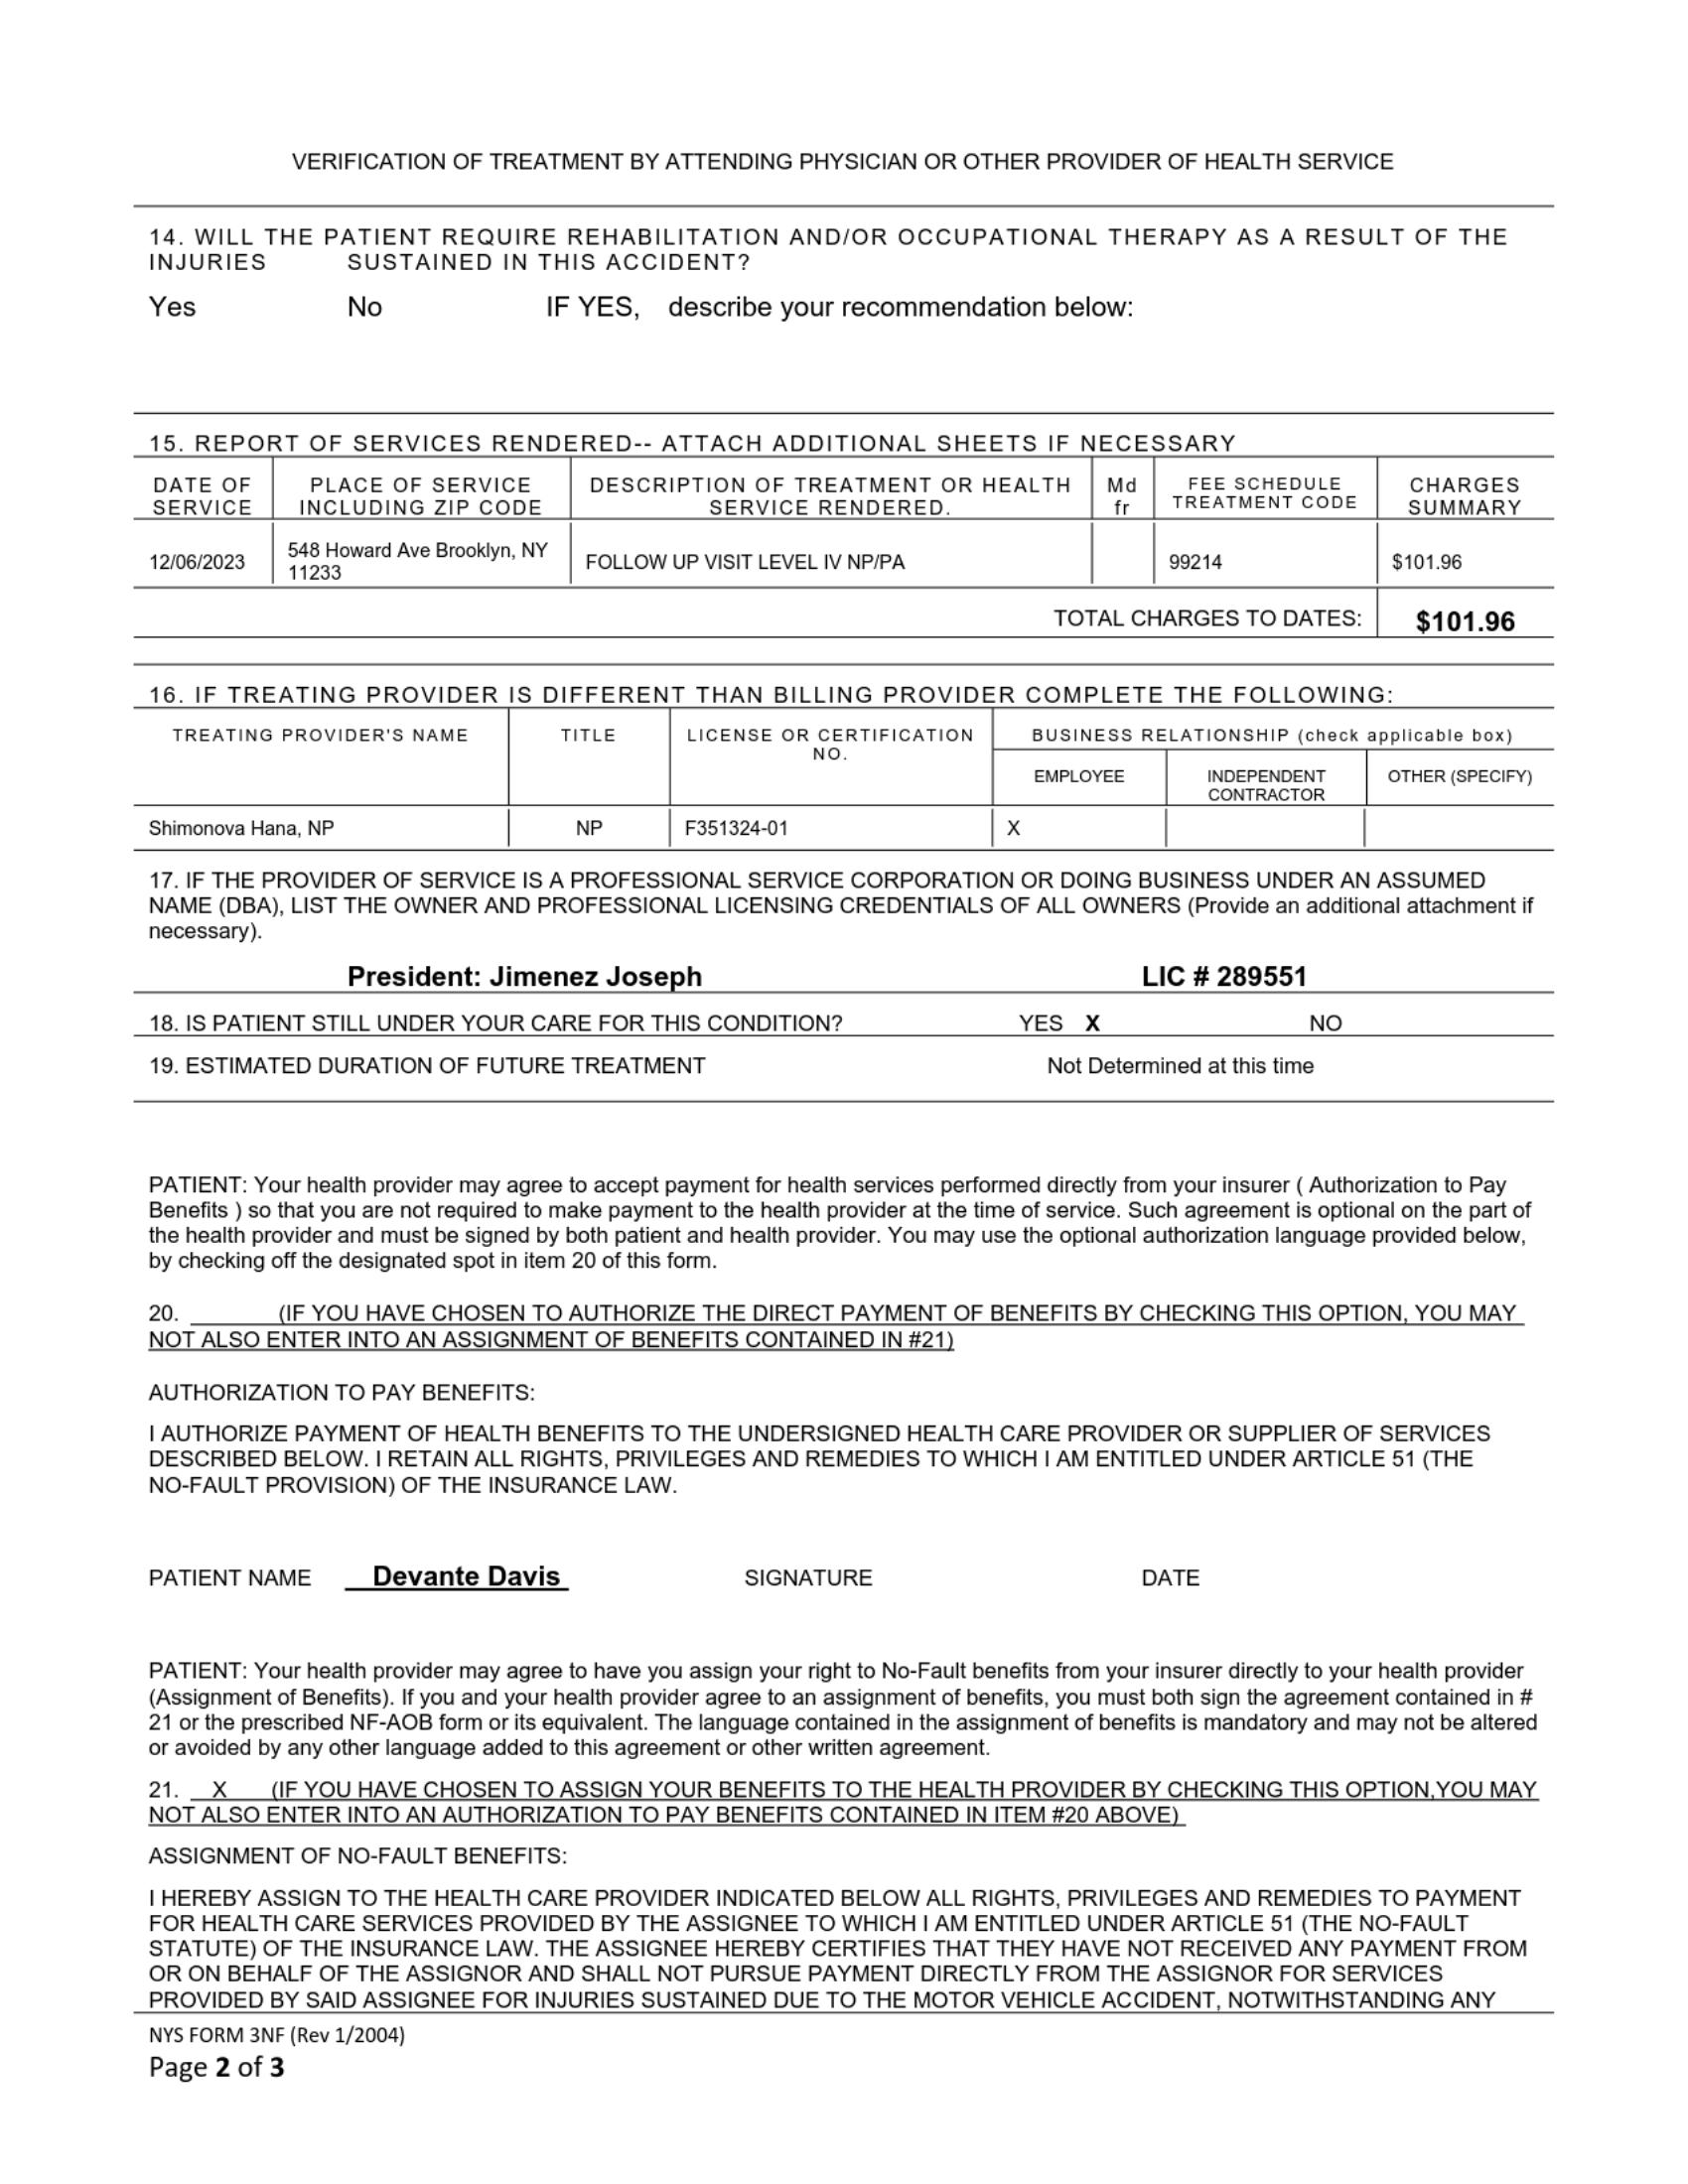 VERIFICATION OF TREATMENT BY ATTENDING PHYSICIAN OR OTHER PROVIDER OF HEALTH SERVICE
14. WILL THE PATIENT REQUIRE REHABILITATION AND/OR OCCUPATIONAL THERAPY AS A RESULT OF THE
INJURIES SUSTAINED IN THIS ACCIDENT?
Yes No IF YES, describe your recommendation below:
15. REPORT OF SERVICES RENDERED-- ATTACH ADDITIONAL SHEETS IF NECESSARY
DATE OF SERVICE PLACE OF SERVICE INCLUDING ZIP CODE DESCRIPTION OF TREATMENT OR HEALTH SERVICE RENDERED. Md fr FEE SCHEDULE TREATMENT CODE CHARGES SUMMARY
12/06/2023 548 Howard Ave Brooklyn, NY 11233 FOLLOW UP VISIT LEVEL IV NP/PA 99214 $101.96
TOTAL CHARGES TO DATES: $101.96
16. IF TREATING PROVIDER IS DIFFERENT THAN BILLING PROVIDER COMPLETE THE FOLLOWING:
TREATING PROVIDER'S NAME TITLE LICENSE OR CERTIFICATION NO. BUSINESS RELATIONSHIP (check applicable box)
EMPLOYEE INDEPENDENT CONTRACTOR OTHER (SPECIFY)
Shimonova Hana, NP NP F351324-01 X
17. IF THE PROVIDER OF SERVICE IS A PROFESSIONAL SERVICE CORPORATION OR DOING BUSINESS UNDER AN ASSUMED
NAME (DBA), LIST THE OWNER AND PROFESSIONAL LICENSING CREDENTIALS OF ALL OWNERS (Provide an additional attachment if
necessary).
President: Jimenez Joseph LIC # 289551
18. IS PATIENT STILL UNDER YOUR CARE FOR THIS CONDITION? YES X NO
19. ESTIMATED DURATION OF FUTURE TREATMENT Not Determined at this time
PATIENT: Your health provider may agree to accept payment for health services performed directly from your insurer ( Authorization to Pay
Benefits ) so that you are not required to make payment to the health provider at the time of service. Such agreement is optional on the part of
the health provider and must be signed by both patient and health provider. You may use the optional authorization language provided below,
by checking off the designated spot in item 20 of this form.
20. ______ (IF YOU HAVE CHOSEN TO AUTHORIZE THE DIRECT PAYMENT OF BENEFITS BY CHECKING THIS OPTION, YOU MAY
NOT ALSO ENTER INTO AN ASSIGNMENT OF BENEFITS CONTAINED IN #21)
AUTHORIZATION TO PAY BENEFITS:
I AUTHORIZE PAYMENT OF HEALTH BENEFITS TO THE UNDERSIGNED HEALTH CARE PROVIDER OR SUPPLIER OF SERVICES
DESCRIBED BELOW. I RETAIN ALL RIGHTS, PRIVILEGES AND REMEDIES TO WHICH I AM ENTITLED UNDER ARTICLE 51 (THE
NO-FAULT PROVISION) OF THE INSURANCE LAW.
PATIENT NAME Devante Davis SIGNATURE DATE
PATIENT: Your health provider may agree to have you assign your right to No-Fault benefits from your insurer directly to your health provider
(Assignment of Benefits). If you and your health provider agree to an assignment of benefits, you must both sign the agreement contained in #
21 or the prescribed NF-AOB form or its equivalent. The language contained in the assignment of benefits is mandatory and may not be altered
or avoided by any other language added to this agreement or other written agreement.
21. X (IF YOU HAVE CHOSEN TO ASSIGN YOUR BENEFITS TO THE HEALTH PROVIDER BY CHECKING THIS OPTION,YOU MAY
NOT ALSO ENTER INTO AN AUTHORIZATION TO PAY BENEFITS CONTAINED IN ITEM #20 ABOVE)
ASSIGNMENT OF NO-FAULT BENEFITS:
I HEREBY ASSIGN TO THE HEALTH CARE PROVIDER INDICATED BELOW ALL RIGHTS, PRIVILEGES AND REMEDIES TO PAYMENT
FOR HEALTH CARE SERVICES PROVIDED BY THE ASSIGNEE TO WHICH I AM ENTITLED UNDER ARTICLE 51 (THE NO-FAULT
STATUTE) OF THE INSURANCE LAW. THE ASSIGNEE HEREBY CERTIFIES THAT THEY HAVE NOT RECEIVED ANY PAYMENT FROM
OR ON BEHALF OF THE ASSIGNOR AND SHALL NOT PURSUE PAYMENT DIRECTLY FROM THE ASSIGNOR FOR SERVICES
PROVIDED BY SAID ASSIGNEE FOR INJURIES SUSTAINED DUE TO THE MOTOR VEHICLE ACCIDENT, NOTWITHSTANDING ANY
NYS FORM 3NF (Rev 1/2004)
Page 2 of 3